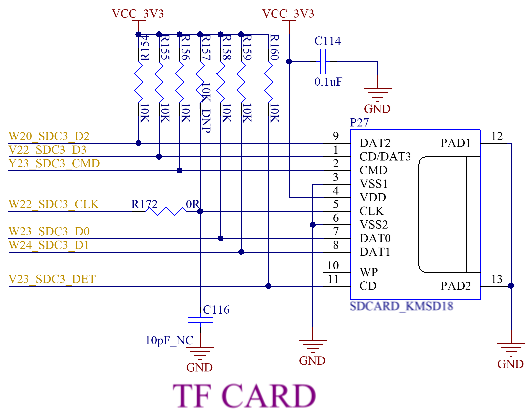 VCC_3V3
VCC_3V3
R154
R155
R156
R157
R158
R159
R160
10K
10K
10K
10K_DNP
10K
10K
10K
C114
0.1uF
GND
P27
W20_SDC3_D2
9 DAT2
PAD1 12
V22_SDC3_D3
1 CD/DAT3
Y23_SDC3_CMD
2 CMD
3 VSS1
4 VDD
W22_SDC3_CLK
R172 0R
5 CLK
6 VSS2
W23_SDC3_D0
7 DAT0
W24_SDC3_D1
8 DAT1
10 WP
V23_SDC3_DET
11 CD
PAD2 13
SDCARD_KMSD18
C116
10pF_NC
GND
GND
GND
TF CARD